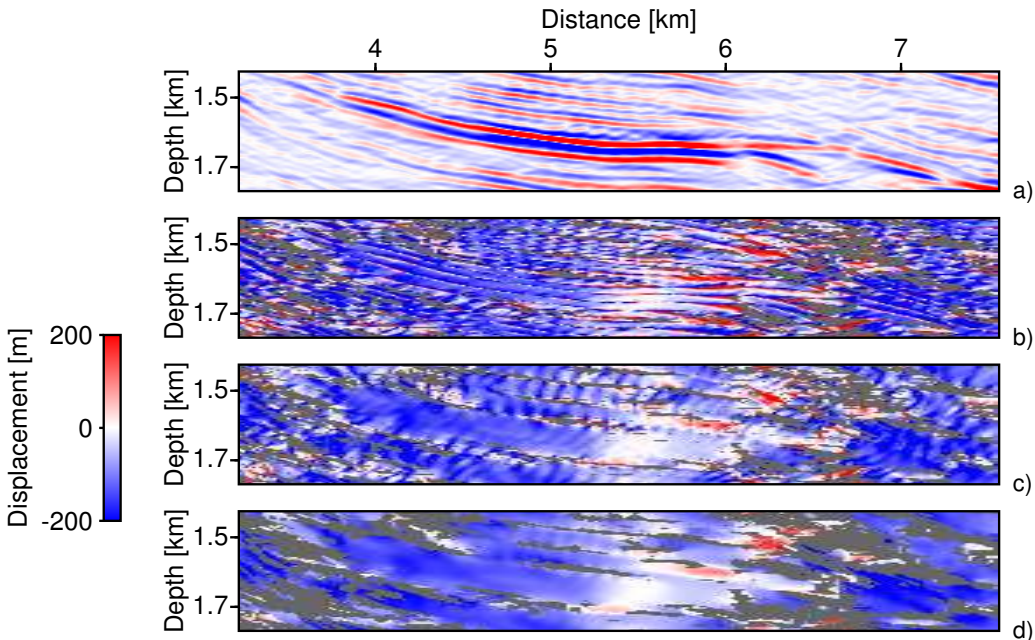 Distance [km]
4 5 6 7
Depth [km]
1.5
1.7
a)
Depth [km]
1.5
1.7
b)
Displacement [m]
200
0
-200
Depth [km]
1.5
1.7
c)
Depth [km]
1.5
1.7
d)